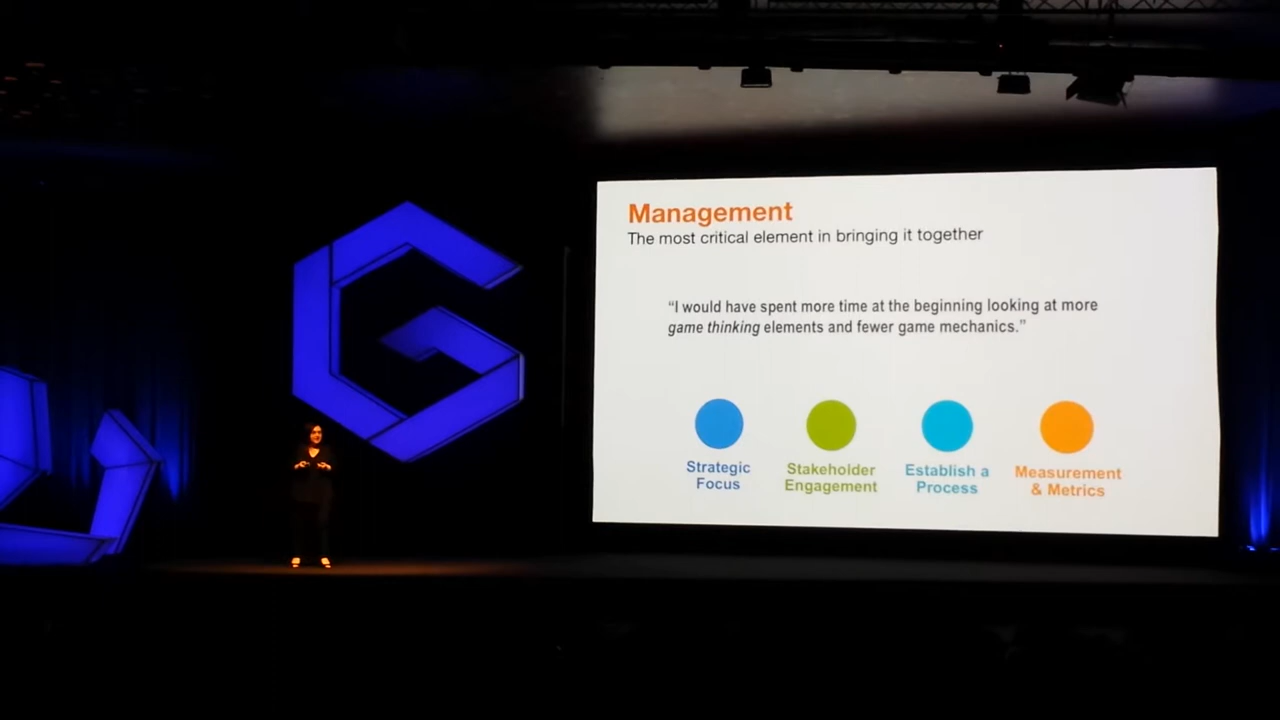 G
Management
The most critical element in bringing it together
“I would have spent more time at the beginning looking at more
game thinking elements and fewer game mechanics.”
Strategic
Focus
Stakeholder
Engagement
Establish a
Process
Measurement
& Metrics